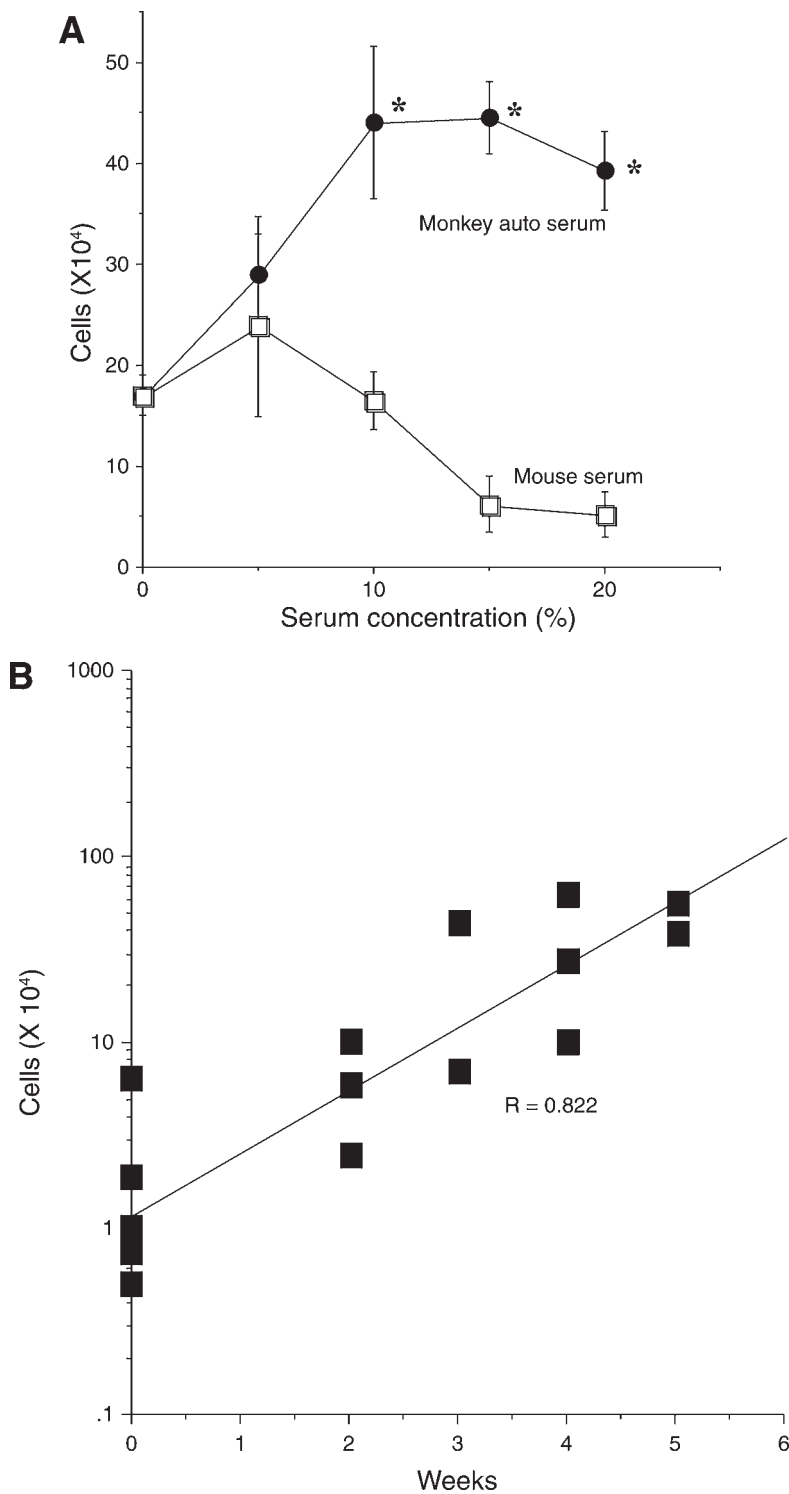 A
50
40
30
20
10
0
Cells (X10⁴)
*
*
*
Monkey auto serum
Mouse serum
0 10 20
Serum concentration (%)
B
1000
100
10
1
.1
Cells (X 10⁴)
R = 0.822
0 1 2 3 4 5 6
Weeks